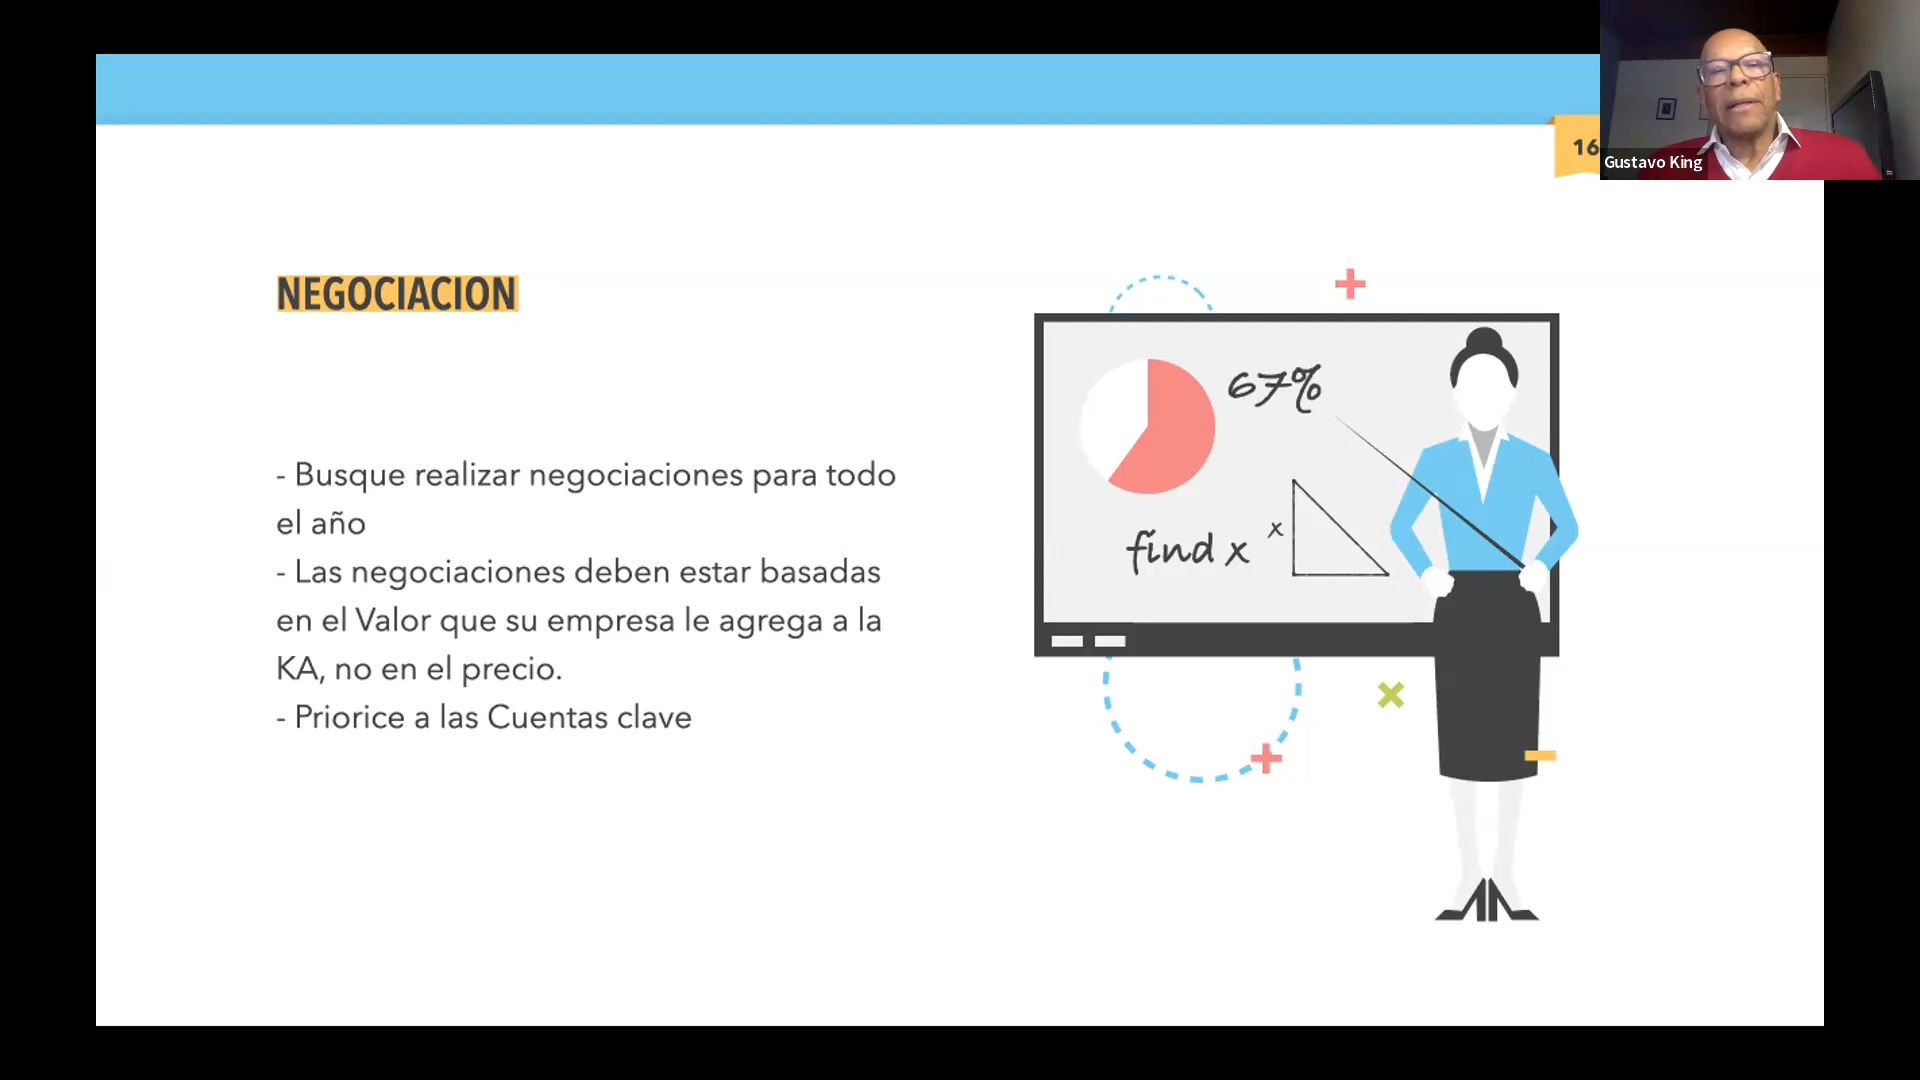 16
Gustavo King
NEGOCIACION
- Busque realizar negociaciones para todo
el año
- Las negociaciones deben estar basadas
en el Valor que su empresa le agrega a la
KA, no en el precio.
- Priorice a las Cuentas clave
67%
find x
x